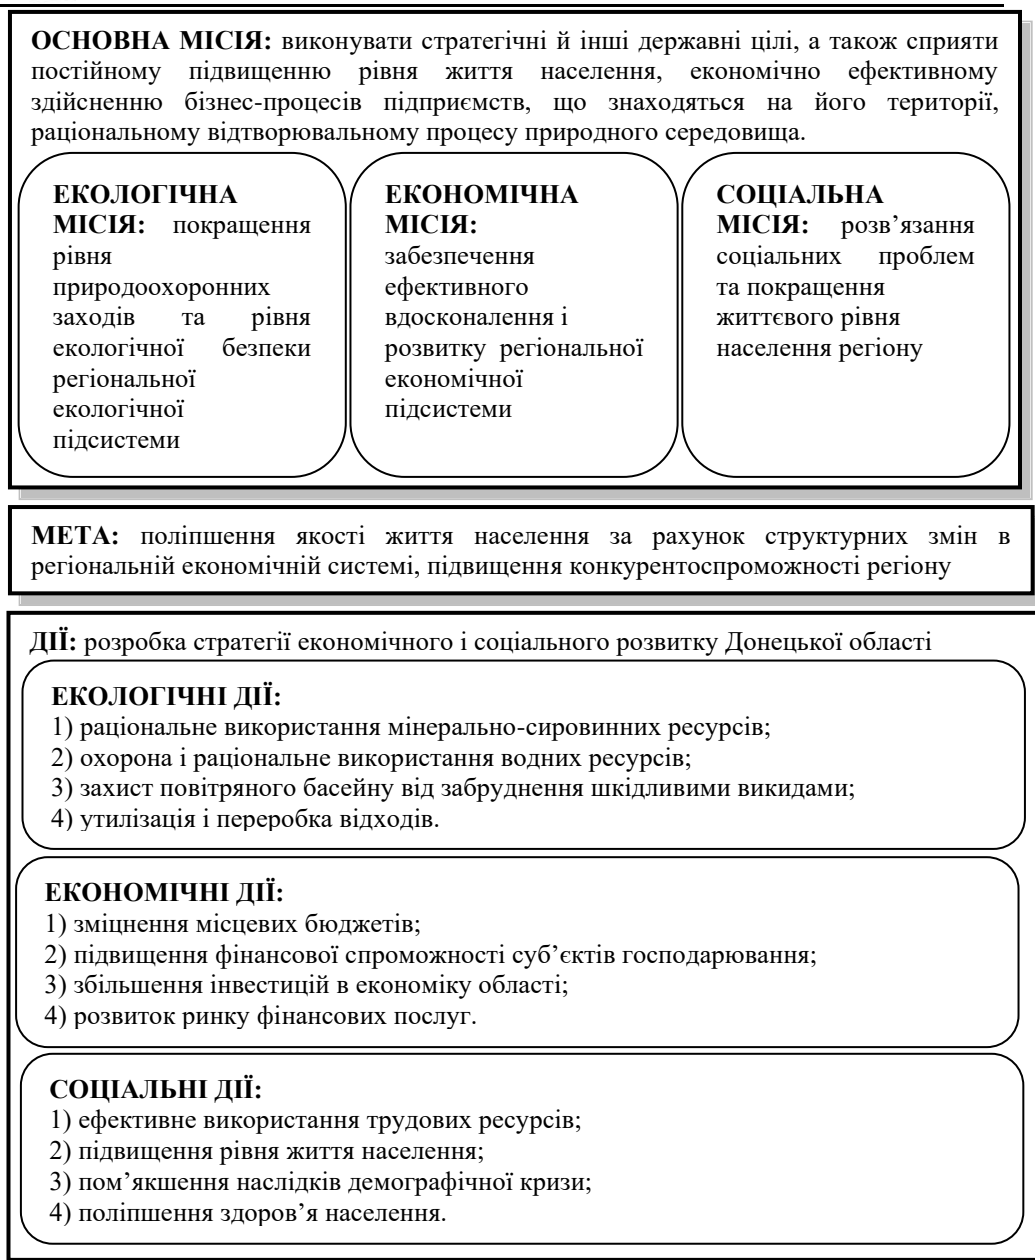 ОСНОВНА МІСІЯ: виконувати стратегічні й інші державні цілі, а також сприяти
постійному підвищенню рівня життя населення, економічно ефективному
здійсненню бізнес-процесів підприємств, що знаходяться на його території,
раціональному відтворювальному процесу природного середовища.
ЕКОЛОГІЧНА
МІСІЯ: покращення
рівня
природоохоронних
заходів та рівня
екологічної безпеки
регіональної
екологічної
підсистеми
ЕКОНОМІЧНА
МІСІЯ:
забезпечення
ефективного
вдосконалення і
розвитку регіональної
економічної
підсистеми
СОЦІАЛЬНА
МІСІЯ: розв’язання
соціальних проблем
та покращення
життєвого рівня
населення регіону
МЕТА: поліпшення якості життя населення за рахунок структурних змін в
регіональній економічній системі, підвищення конкурентоспроможності регіону
ДІЇ: розробка стратегії економічного і соціального розвитку Донецької області
ЕКОЛОГІЧНІ ДІЇ:
1) раціональне використання мінерально-сировинних ресурсів;
2) охорона і раціональне використання водних ресурсів;
3) захист повітряного басейну від забруднення шкідливими викидами;
4) утилізація і переробка відходів.
ЕКОНОМІЧНІ ДІЇ:
1) зміцнення місцевих бюджетів;
2) підвищення фінансової спроможності суб’єктів господарювання;
3) збільшення інвестицій в економіку області;
4) розвиток ринку фінансових послуг.
СОЦІАЛЬНІ ДІЇ:
1) ефективне використання трудових ресурсів;
2) підвищення рівня життя населення;
3) пом’якшення наслідків демографічної кризи;
4) поліпшення здоров’я населення.